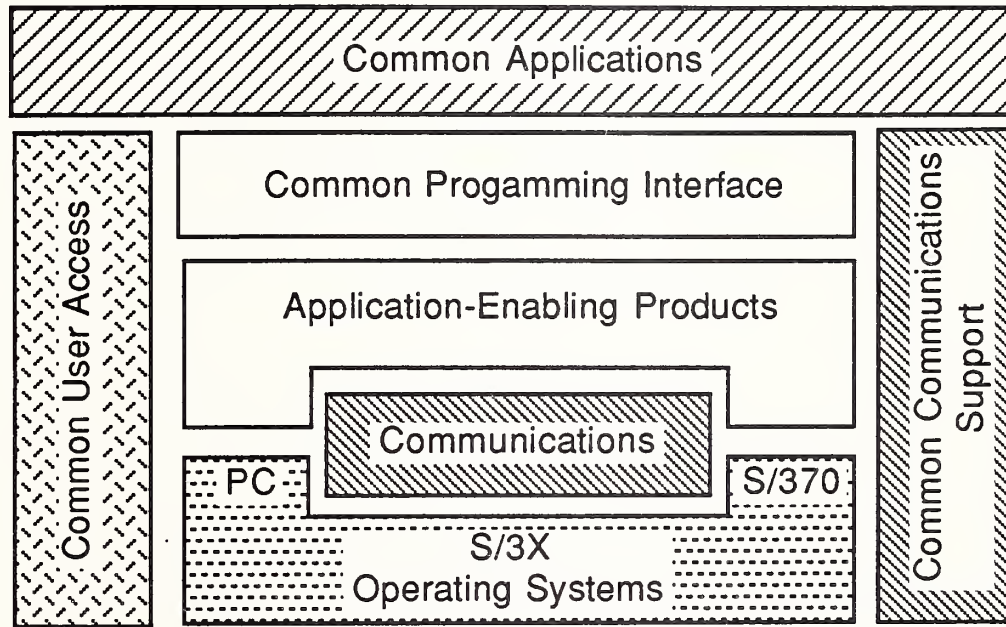 Common Applications
Common User Access
Common Progamming Interface
Application-Enabling Products
Communications
PC
S/370
S/3X
Operating Systems
Common Communications
Support